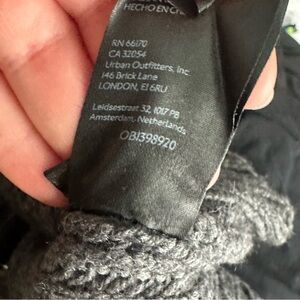 HECHO EN CH
RN 66170
CA 32054
Urban Outfitters, Inc
146 Brick Lane
LONDON, E1 6RU
Leidsestraat 32, 1017 PB
Amsterdam, Netherlands
OBJ398920